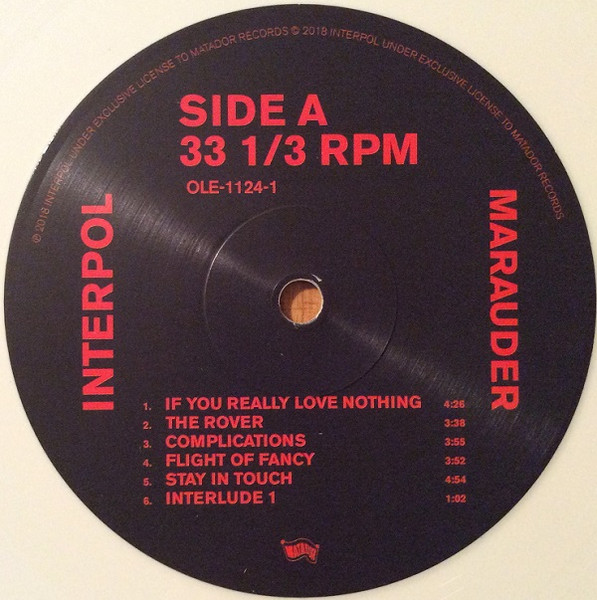 ℗ 2018 INTERPOL UNDER EXCLUSIVE LICENSE TO MATADOR RECORDS © 2018 INTERPOL UNDER EXCLUSIVE LICENSE TO MATADOR RECORDS
SIDE A
33 1/3 RPM
OLE-1124-1
INTERPOL
MARAUDER
1. IF YOU REALLY LOVE NOTHING 4:26
2. THE ROVER 3:38
3. COMPLICATIONS 3:55
4. FLIGHT OF FANCY 3:52
5. STAY IN TOUCH 4:54
6. INTERLUDE 1 1:02
MATADOR